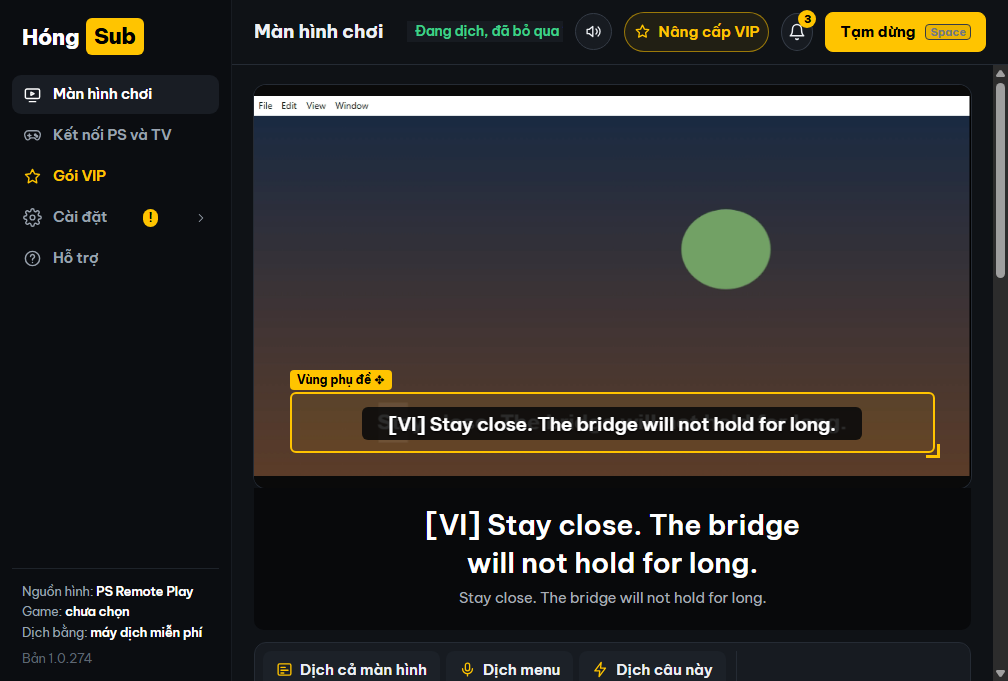 Hóng Sub
Màn hình chơi
Kết nối PS và TV
Gói VIP
Cài đặt !
Hỗ trợ
Nguồn hình: PS Remote Play
Game: chưa chọn
Dịch bằng: máy dịch miễn phí
Bản 1.0.274
Màn hình chơi
Đang dịch, đã bỏ qua
Nâng cấp VIP
3
Tạm dừng Space
File Edit View Window
Vùng phụ đề
[VI] Stay close. The bridge will not hold for long.
[VI] Stay close. The bridge
will not hold for long.
Stay close. The bridge will not hold for long.
Dịch cả màn hình
Dịch menu
Dịch câu này